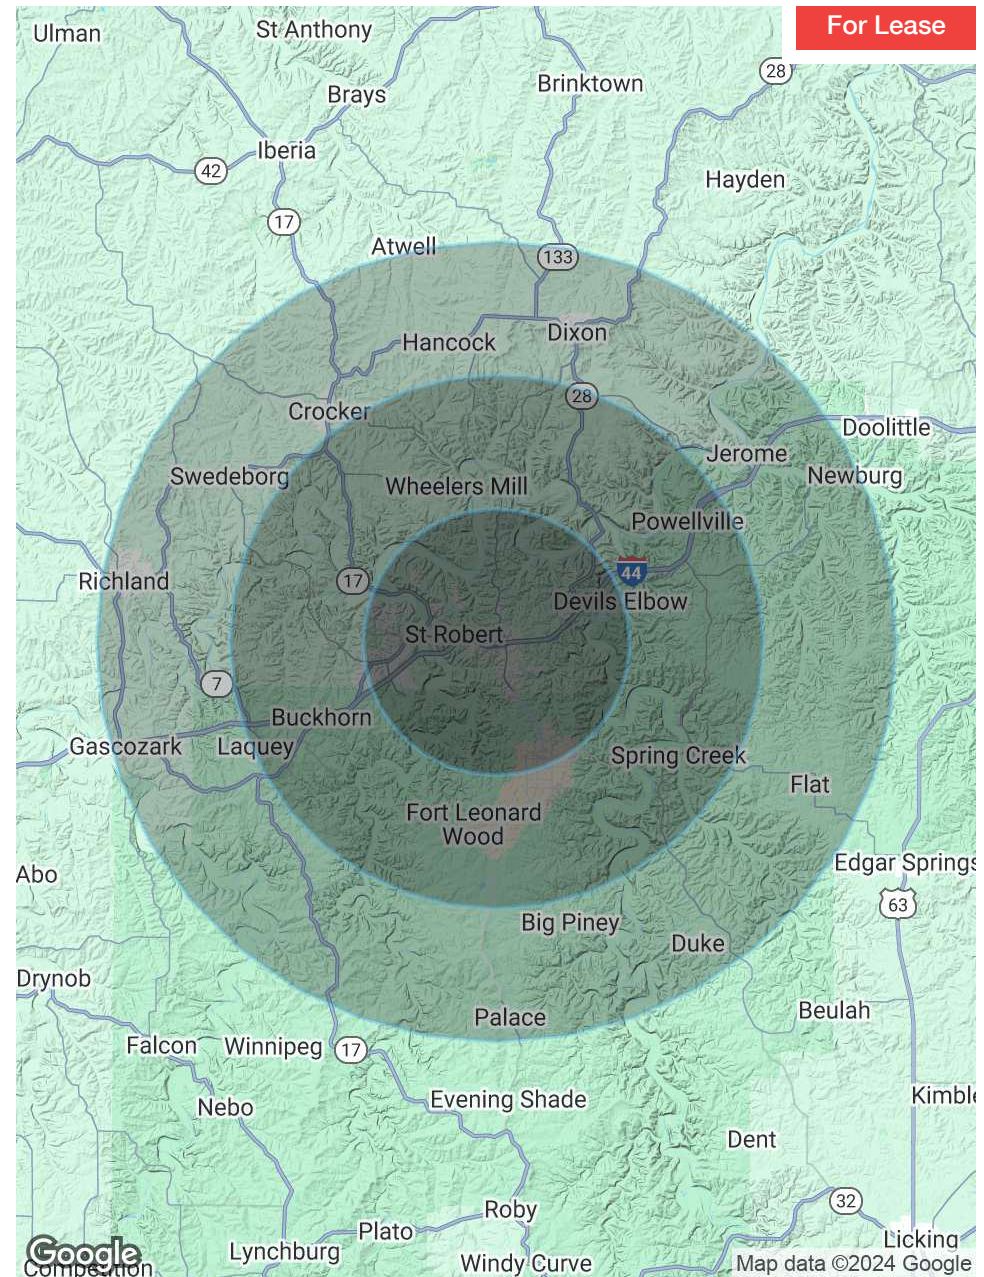 For Lease
Ulman
St Anthony
28
Brinktown
Brays
Iberia
42
Hayden
17
Atwell
133
Dixon
Hancock
28
Crocker
Doolittle
Jerome
Swedeborg
Newburg
Wheelers Mill
Powellville
44
Richland
17
Devils Elbow
St Robert
7
Buckhorn
Gascozark
Laquey
Spring Creek
Flat
Fort Leonard
Wood
Edgar Springs
Abo
63
Big Piney
Duke
Drynob
Palace
Beulah
Falcon
Winnipeg
17
Kimble
Evening Shade
Nebo
Dent
32
Roby
Plato
Licking
Lynchburg
Google
Windy Curve
Competition
Map data ©2024 Google